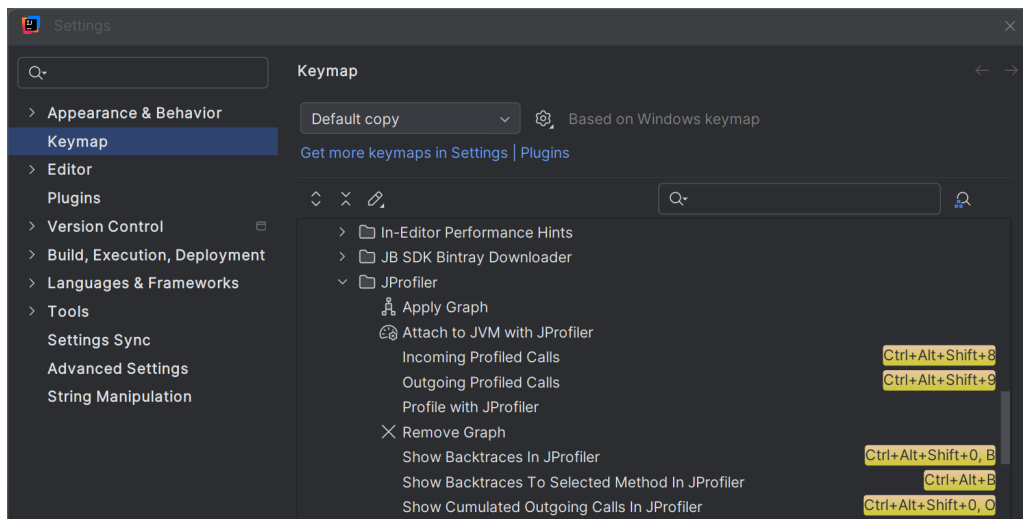 Settings
Keymap
Appearance & Behavior
Keymap
Editor
Plugins
Version Control
Build, Execution, Deployment
Languages & Frameworks
Tools
Settings Sync
Advanced Settings
String Manipulation
Default copy
Based on Windows keymap
Get more keymaps in Settings | Plugins
In-Editor Performance Hints
JB SDK Bintray Downloader
JProfiler
Apply Graph
Attach to JVM with JProfiler
Incoming Profiled Calls Ctrl+Alt+Shift+8
Outgoing Profiled Calls Ctrl+Alt+Shift+9
Profile with JProfiler
Remove Graph
Show Backtraces In JProfiler Ctrl+Alt+Shift+0, B
Show Backtraces To Selected Method In JProfiler Ctrl+Alt+B
Show Cumulated Outgoing Calls In JProfiler Ctrl+Alt+Shift+0, O